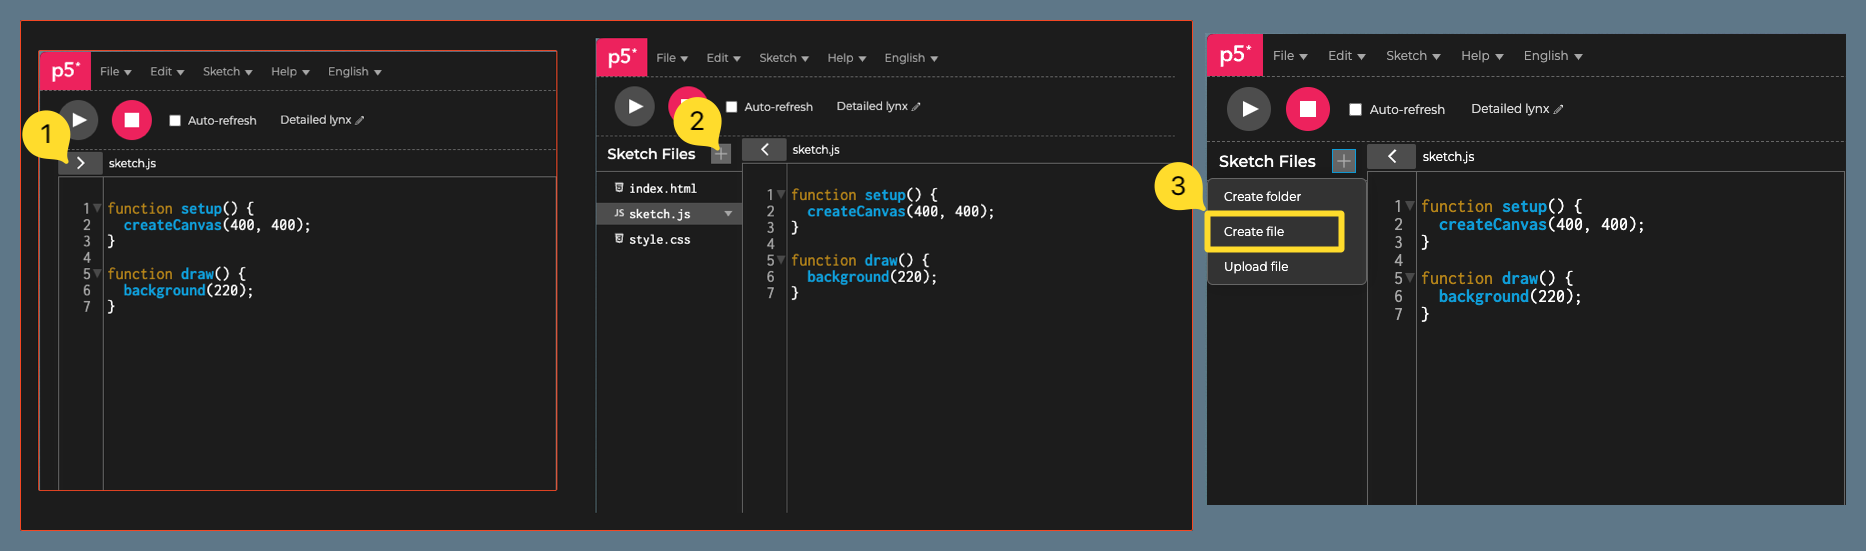 p5* File Edit Sketch Help English
Auto-refresh Detailed lynx
1
sketch.js
1 function setup() {
2 createCanvas(400, 400);
3 }
4
5 function draw() {
6 background(220);
7 }
p5* File Edit Sketch Help English
Auto-refresh Detailed lynx
2
Sketch Files + sketch.js
index.html
JS sketch.js
style.css
1 function setup() {
2 createCanvas(400, 400);
3 }
4
5 function draw() {
6 background(220);
7 }
p5* File Edit Sketch Help English
Auto-refresh Detailed lynx
Sketch Files + sketch.js
3
Create folder
Create file
Upload file
1 function setup() {
2 createCanvas(400, 400);
3 }
4
5 function draw() {
6 background(220);
7 }